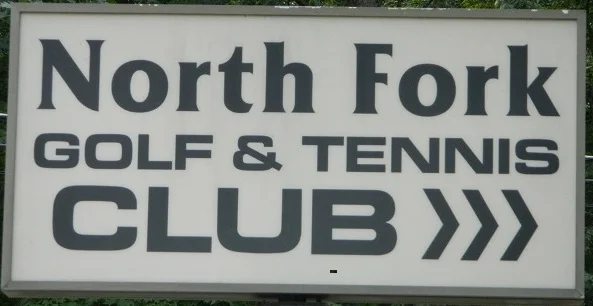 North Fork
GOLF & TENNIS
CLUB >>>